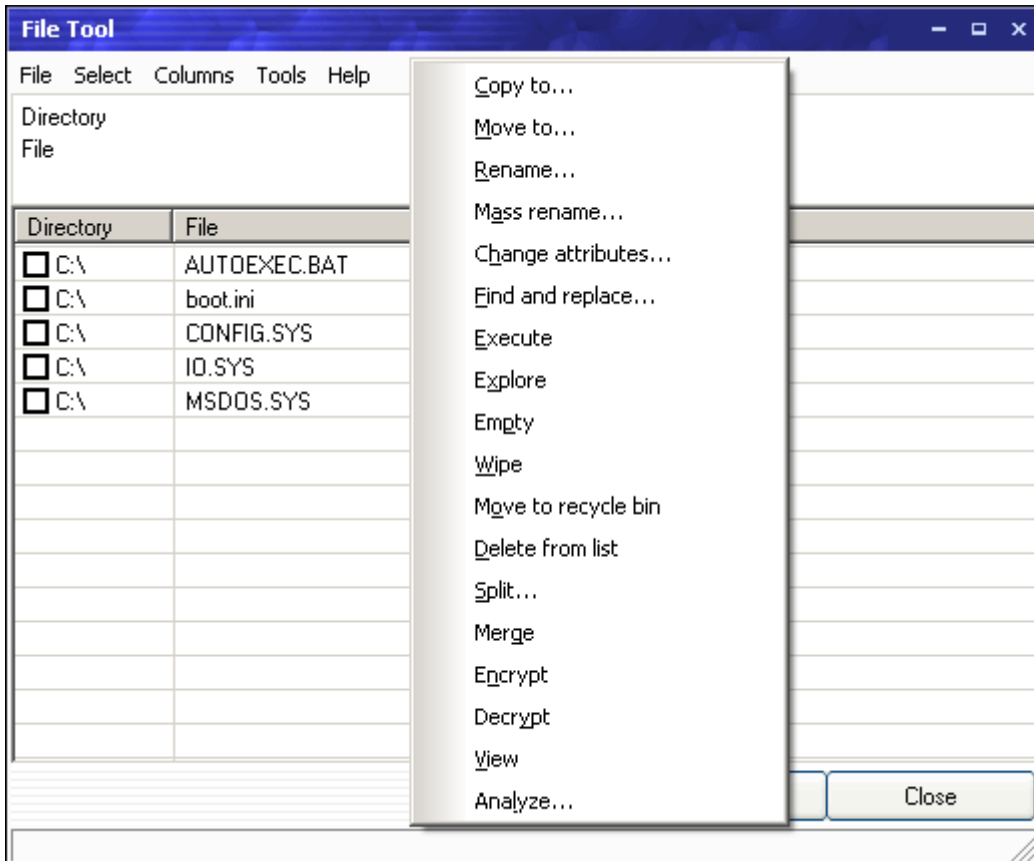 File Tool
File Select Columns Tools Help
Directory
File
Directory File
C:\ AUTOEXEC.BAT
C:\ boot.ini
C:\ CONFIG.SYS
C:\ IO.SYS
C:\ MSDOS.SYS
Copy to...
Move to...
Rename...
Mass rename...
Change attributes...
Find and replace...
Execute
Explore
Empty
Wipe
Move to recycle bin
Delete from list
Split...
Merge
Encrypt
Decrypt
View
Analyze...
Close